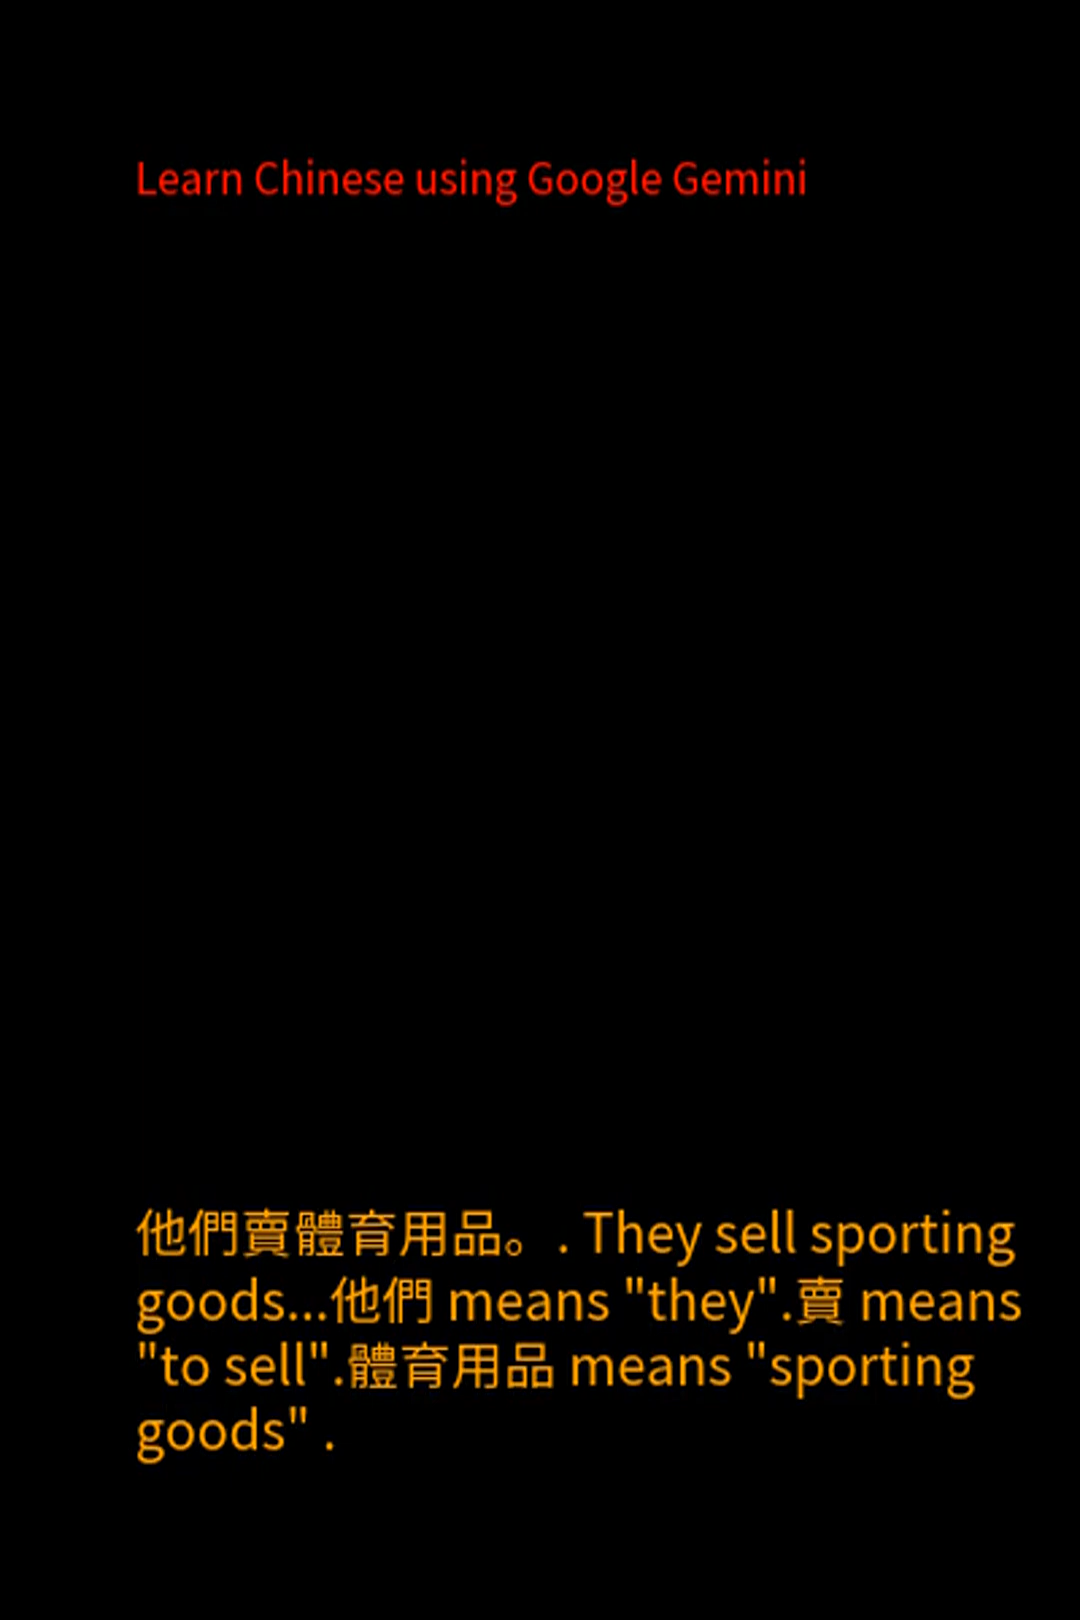 Learn Chinese using Google Gemini
他們賣體育用品。. They sell sporting
goods...他們 means "they".賣 means
"to sell".體育用品 means "sporting
goods" .